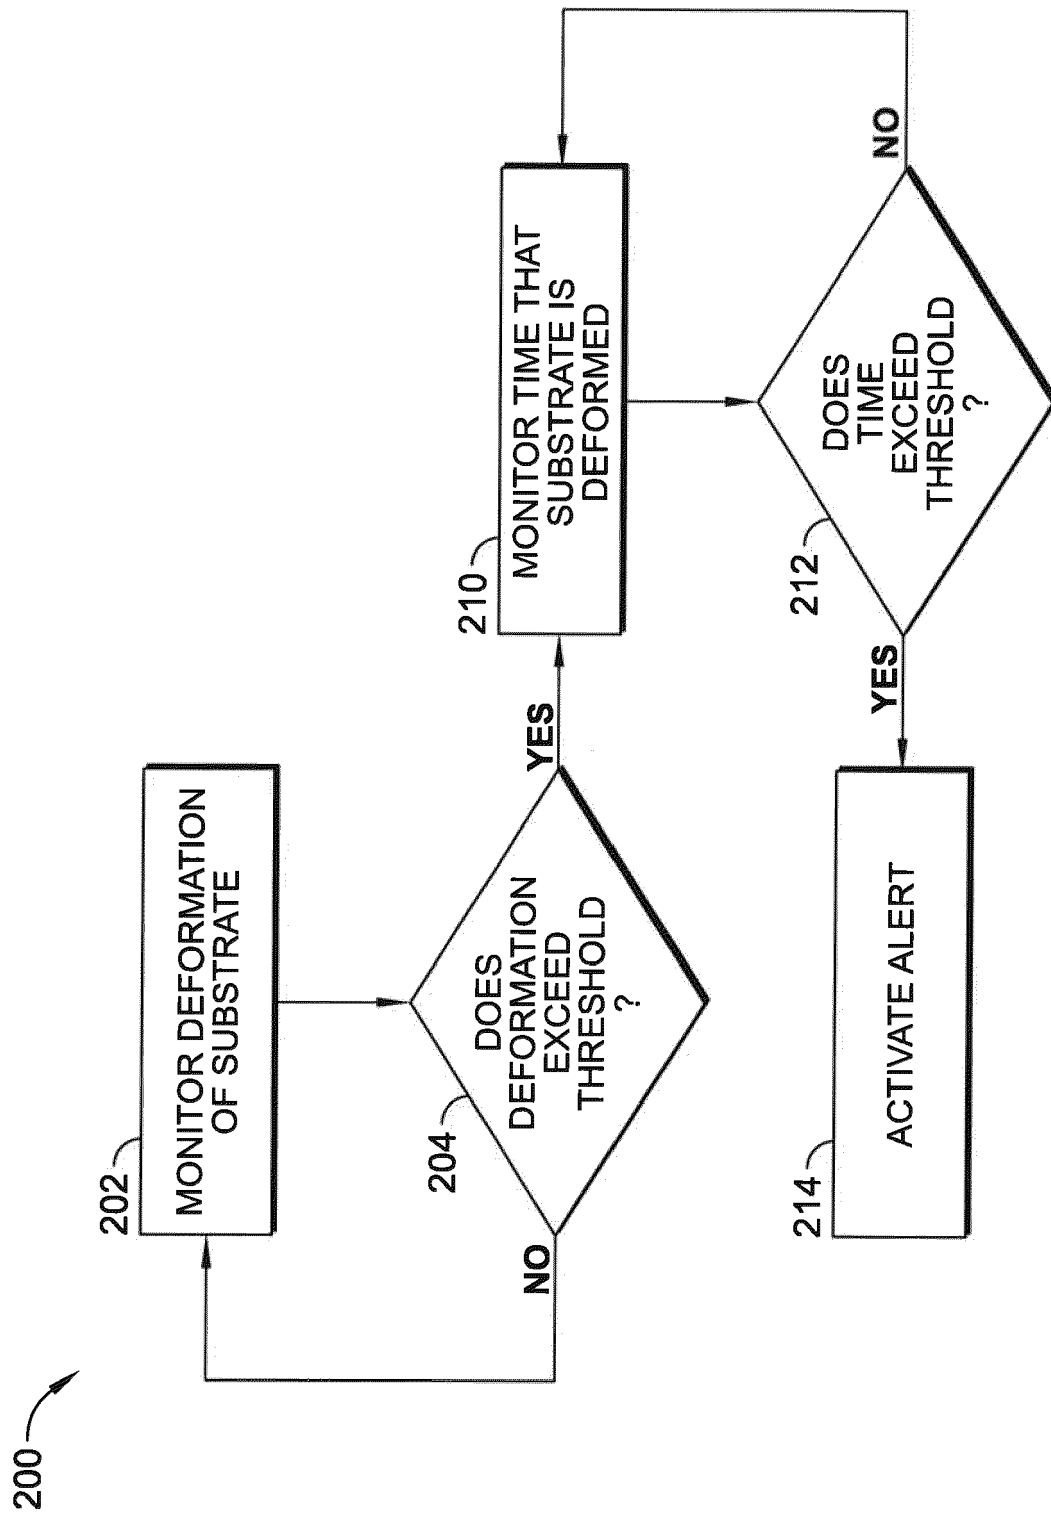 200
202
MONITOR DEFORMATION
OF SUBSTRATE
204
DOES
DEFORMATION
EXCEED
THRESHOLD
?
NO
YES
210
MONITOR TIME THAT
SUBSTRATE IS
DEFORMED
212
DOES
TIME
EXCEED
THRESHOLD
?
NO
YES
214
ACTIVATE ALERT